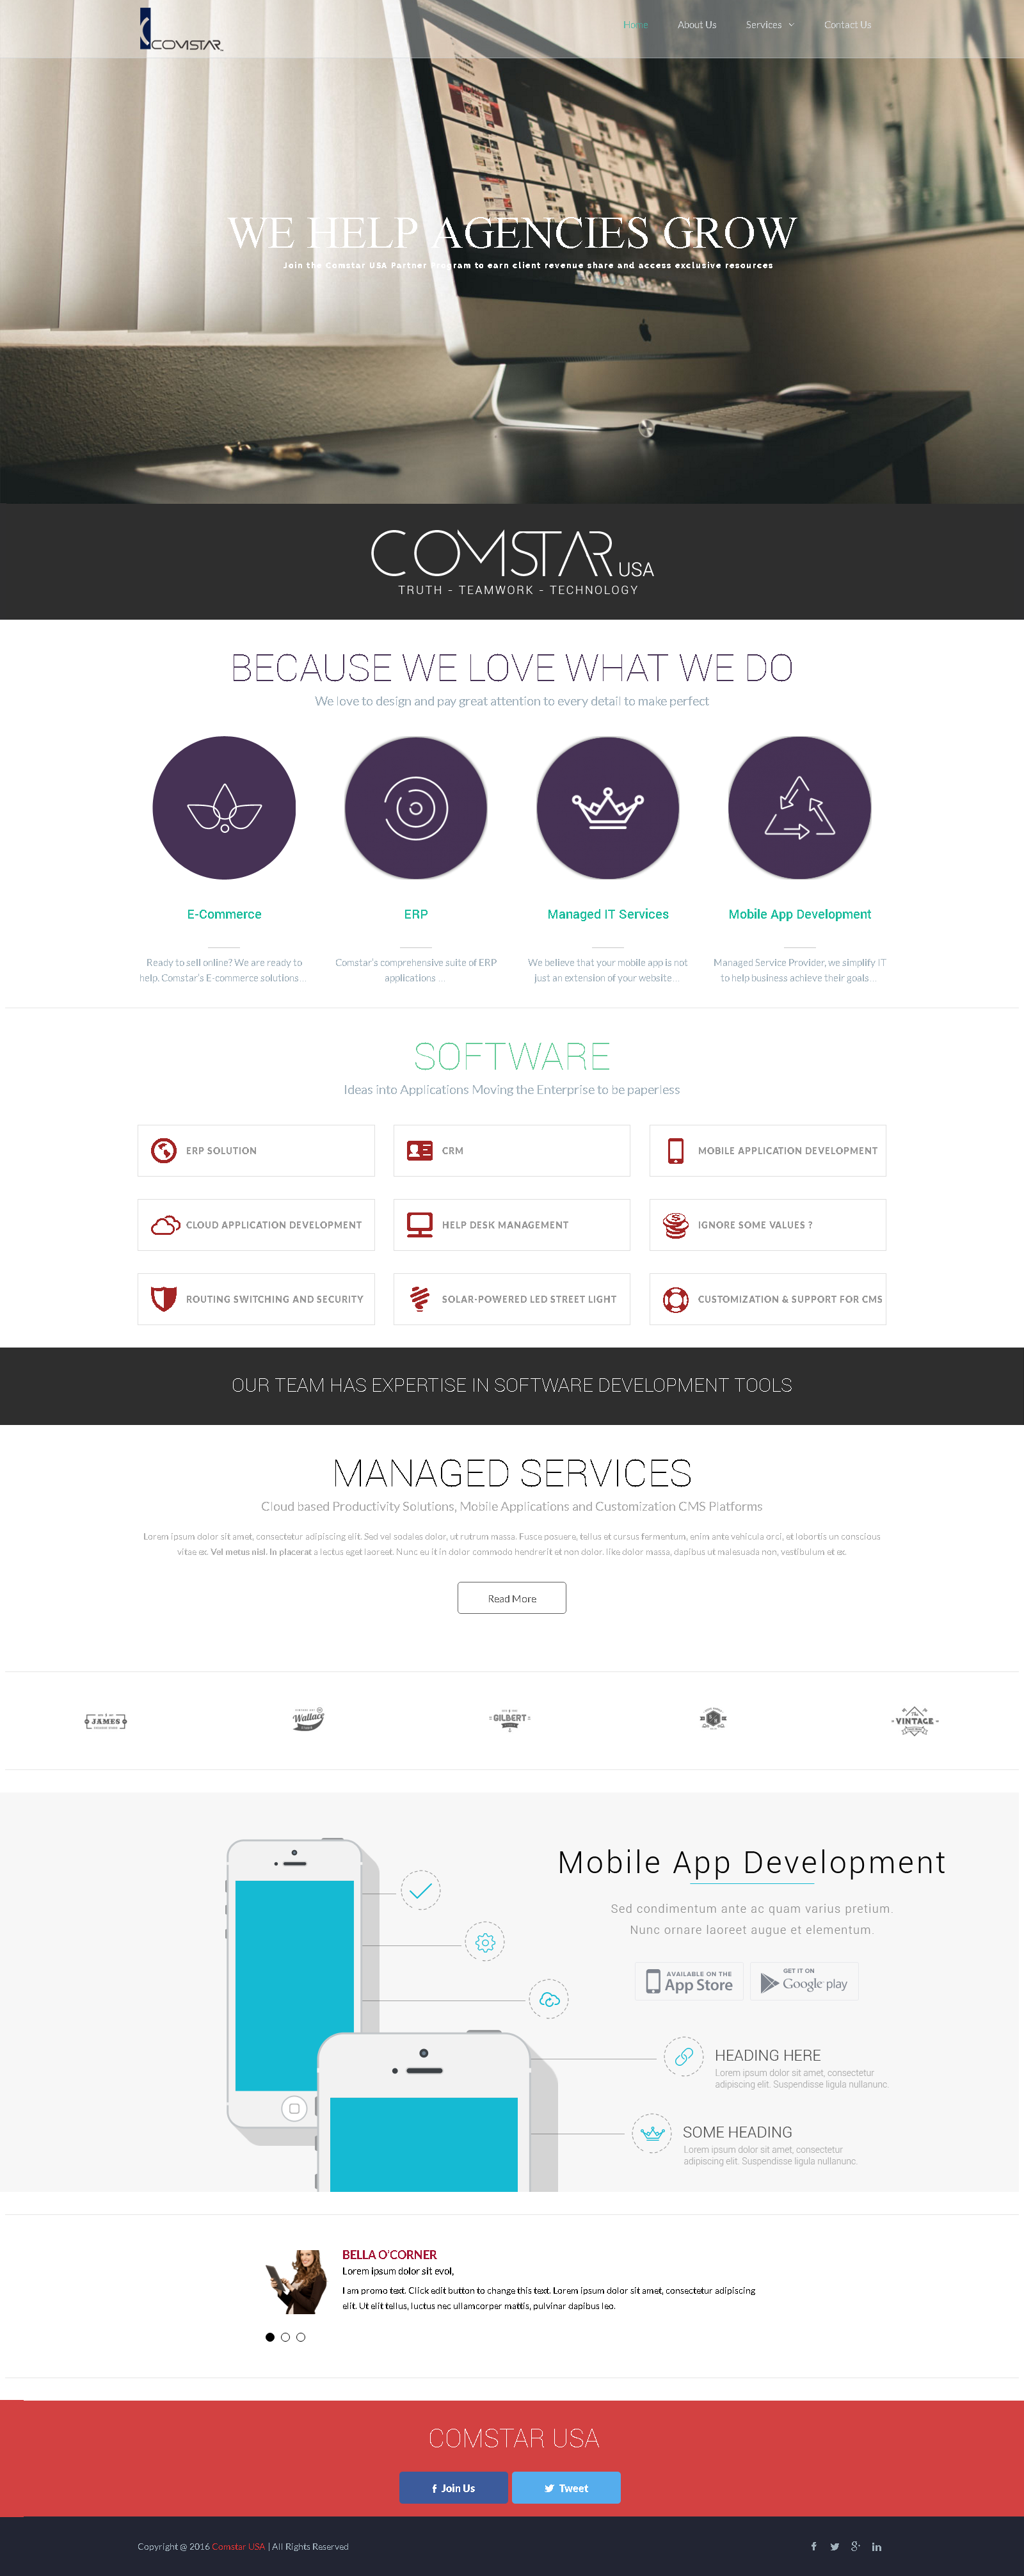 COMSTAR
Home About Us Services Contact Us
WE HELP AGENCIES GROW
Join the Comstar USA Partner Program to earn client revenue share and access exclusive resources
COMSTAR USA
TRUTH - TEAMWORK - TECHNOLOGY
BECAUSE WE LOVE WHAT WE DO
We love to design and pay great attention to every detail to make perfect
E-Commerce
Ready to sell online? We are ready to
help. Comstar's E-commerce solutions...
ERP
Comstar's comprehensive suite of ERP
applications ...
Managed IT Services
We believe that your mobile app is not
just an extension of your website...
Mobile App Development
Managed Service Provider, we simplify IT
to help business achieve their goals...
SOFTWARE
Ideas into Applications Moving the Enterprise to be paperless
ERP SOLUTION
CRM
MOBILE APPLICATION DEVELOPMENT
CLOUD APPLICATION DEVELOPMENT
HELP DESK MANAGEMENT
IGNORE SOME VALUES ?
ROUTING SWITCHING AND SECURITY
SOLAR-POWERED LED STREET LIGHT
CUSTOMIZATION & SUPPORT FOR CMS
OUR TEAM HAS EXPERTISE IN SOFTWARE DEVELOPMENT TOOLS
MANAGED SERVICES
Cloud based Productivity Solutions, Mobile Applications and Customization CMS Platforms
Lorem ipsum dolor sit amet, consectetur adipiscing elit. Sed vel sodales dolor, ut rutrum massa. Fusce posuere, tellus et cursus fermentum, enim ante vehicula orci, et lobortis un conscious
vitae ex. Vel metus nisl. In placerat a lectus eget laoreet. Nunc eu it in dolor commodo hendrerit et non dolor. like dolor massa, dapibus ut malesuada non, vestibulum et ex.
Read More
JAMES
Wallace
GILBERT
The
VINTAGE
Mobile App Development
Sed condimentum ante ac quam varius pretium.
Nunc ornare laoreet augue et elementum.
AVAILABLE ON THE
App Store
GET IT ON
Google play
HEADING HERE
Lorem ipsum dolor sit amet, consectetur
adipiscing elit. Suspendisse ligula nullanunc.
SOME HEADING
Lorem ipsum dolor sit amet, consectetur
adipiscing elit. Suspendisse ligula nullanunc.
BELLA O'CORNER
Lorem ipsum dolor sit evol,
I am promo text. Click edit button to change this text. Lorem ipsum dolor sit amet, consectetur adipiscing
elit. Ut elit tellus, luctus nec ullamcorper mattis, pulvinar dapibus leo.
COMSTAR USA
Join Us
Tweet
Copyright @ 2016 Comstar USA | All Rights Reserved